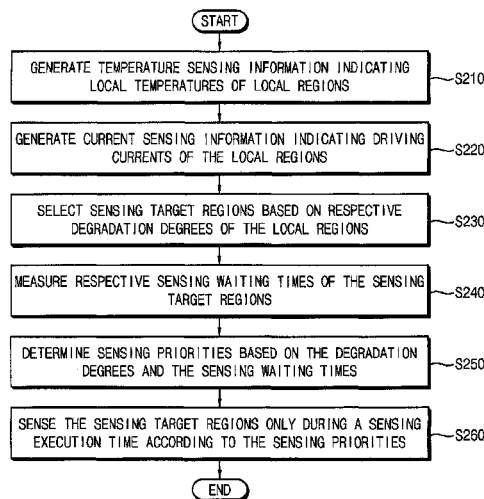 START
GENERATE TEMPERATURE SENSING INFORMATION INDICATING
LOCAL TEMPERATURES OF LOCAL REGIONS
S210
GENERATE CURRENT SENSING INFORMATION INDICATING DRIVING
CURRENTS OF THE LOCAL REGIONS
S220
SELECT SENSING TARGET REGIONS BASED ON RESPECTIVE
DEGRADATION DEGREES OF THE LOCAL REGIONS
S230
MEASURE RESPECTIVE SENSING WAITING TIMES OF THE SENSING
TARGET REGIONS
S240
DETERMINE SENSING PRIORITIES BASED ON THE DEGRADATION
DEGREES AND THE SENSING WAITING TIMES
S250
SENSE THE SENSING TARGET REGIONS ONLY DURING A SENSING
EXECUTION TIME ACCORDING TO THE SENSING PRIORITIES
S260
END